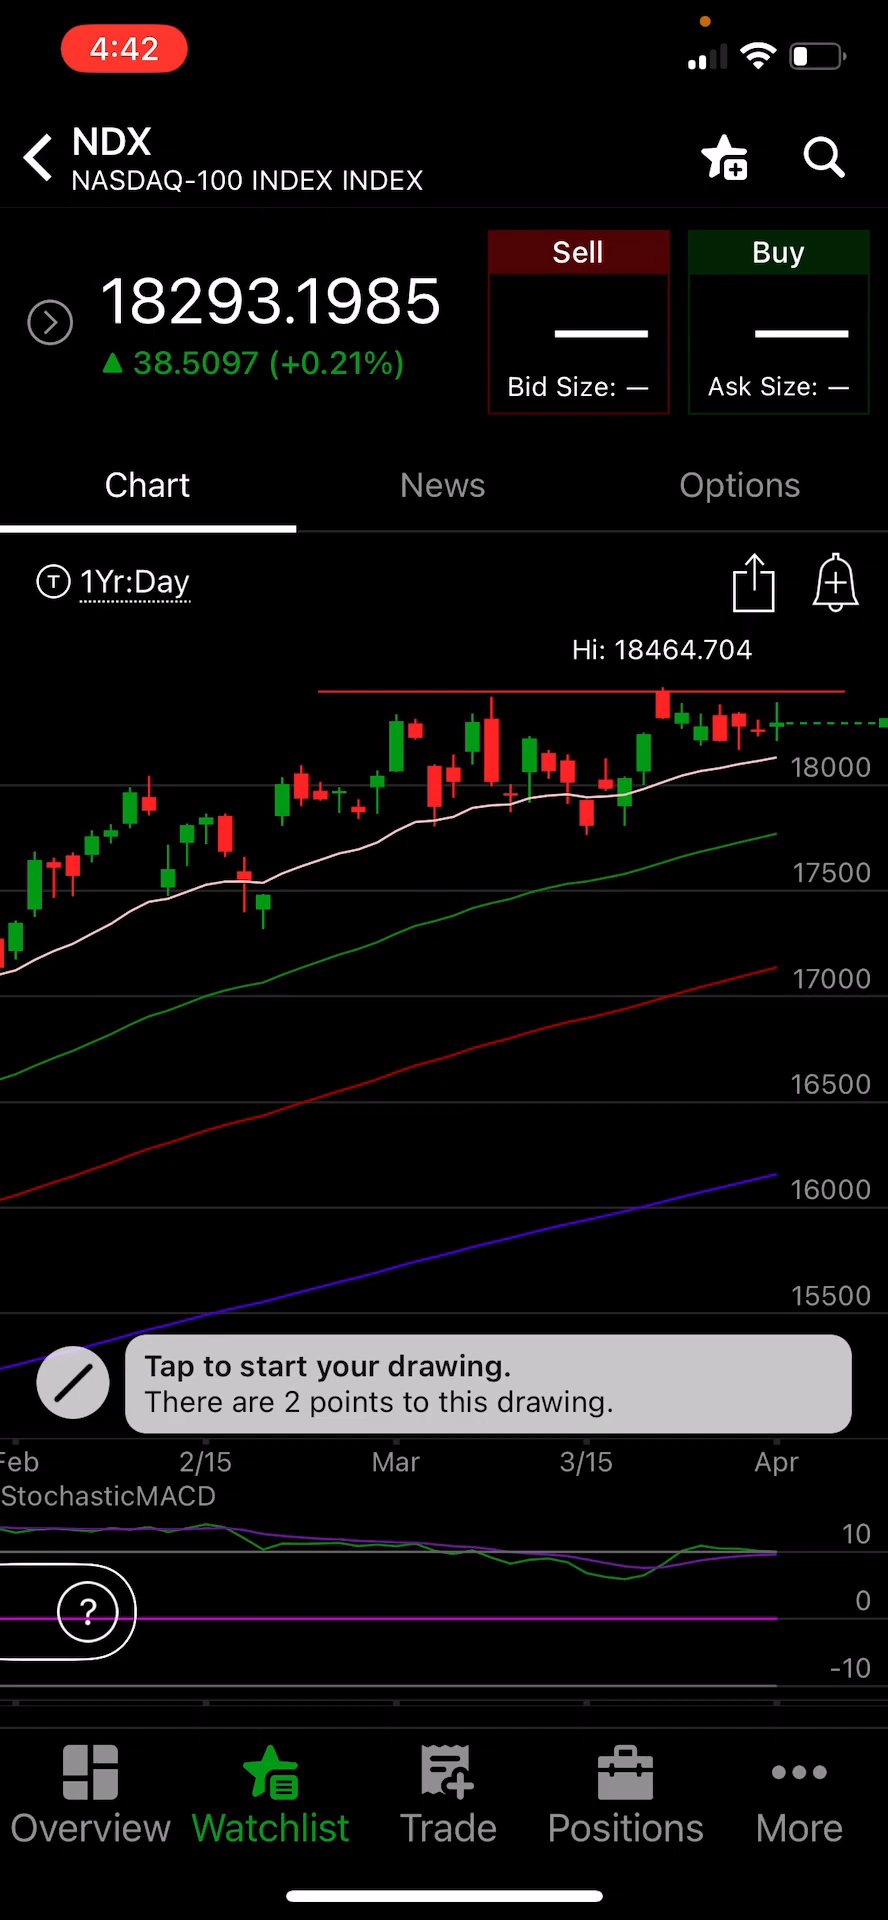 4:42
NDX
NASDAQ-100 INDEX INDEX
18293.1985
▲ 38.5097 (+0.21%)
Sell
Bid Size: —
Buy
Ask Size: —
Chart
News
Options
T 1Yr:Day
Hi: 18464.704
18000
17500
17000
16500
16000
15500
Tap to start your drawing.
There are 2 points to this drawing.
Feb
2/15
Mar
3/15
Apr
StochasticMACD
10
0
-10
?
Overview
Watchlist
Trade
Positions
More